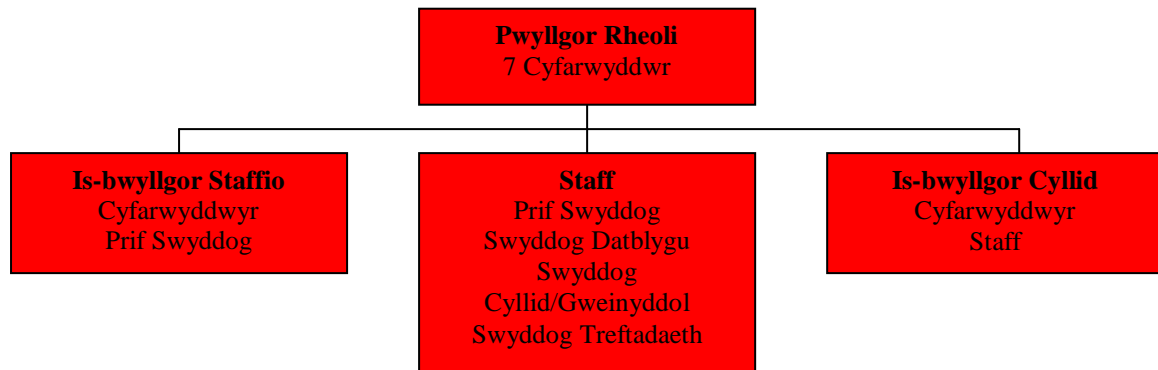 Pwyllgor Rheoli
7 Cyfarwyddwr
Is-bwyllgor Staffio
Cyfarwyddwyr
Prif Swyddog
Staff
Prif Swyddog
Swyddog Datblygu
Swyddog
Cyllid/Gweinyddol
Swyddog Treftadaeth
Is-bwyllgor Cyllid
Cyfarwyddwyr
Staff